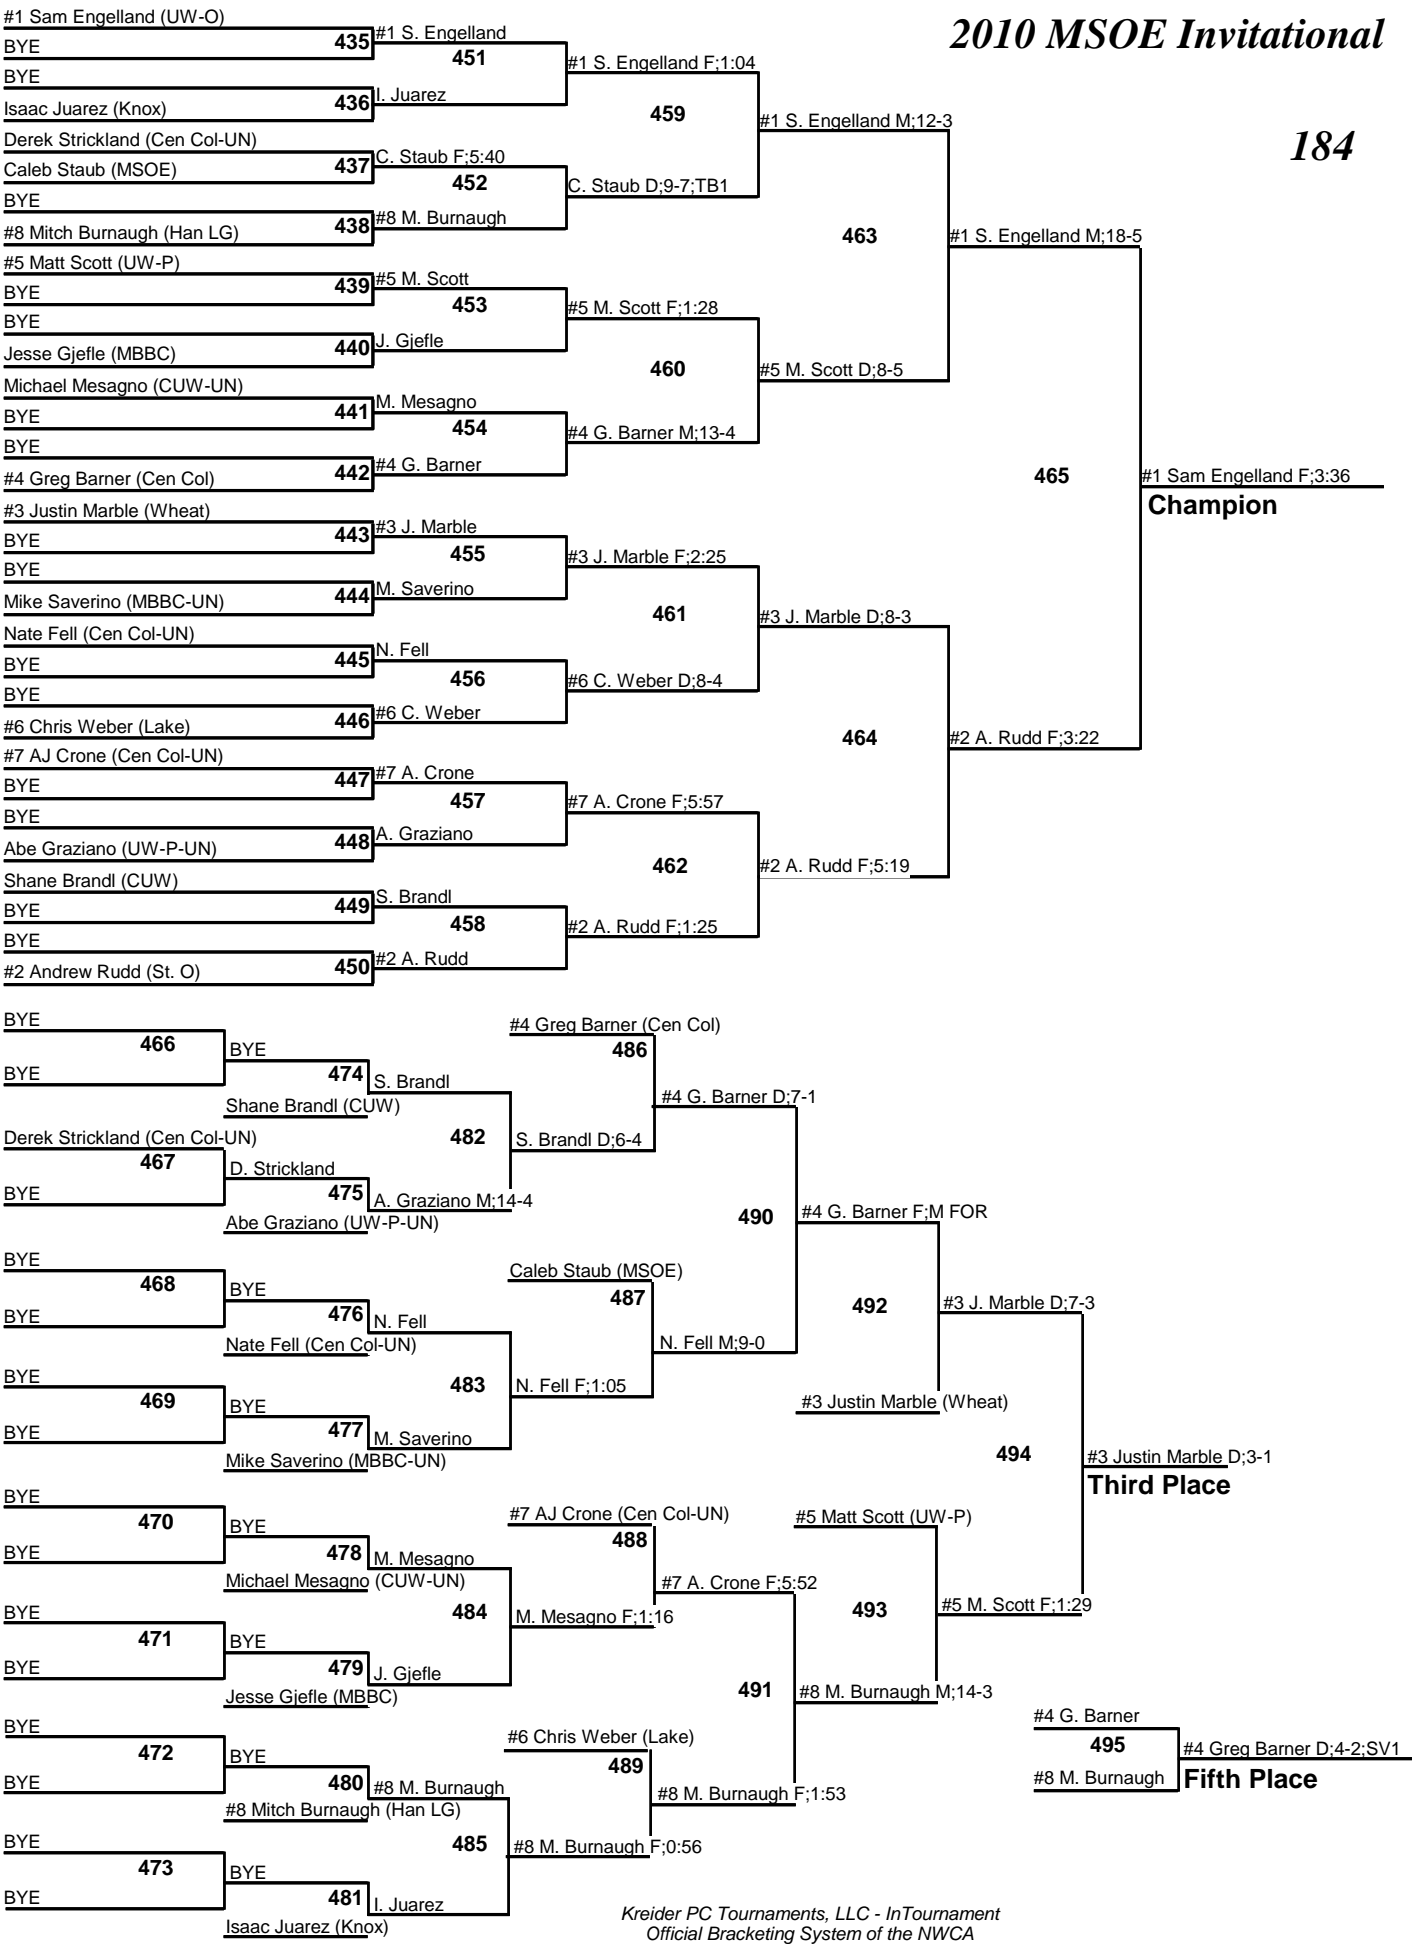 2010 MSOE Invitational
184
#1 Sam Engelland (UW-O)
BYE
435
BYE
Isaac Juarez (Knox)
436
Derek Strickland (Cen Col-UN)
Caleb Staub (MSOE)
437
BYE
#8 Mitch Burnaugh (Han LG)
438
#5 Matt Scott (UW-P)
BYE
439
BYE
Jesse Gjefle (MBBC)
440
Michael Mesagno (CUW-UN)
BYE
441
BYE
#4 Greg Barner (Cen Col)
442
#3 Justin Marble (Wheat)
BYE
443
BYE
Mike Saverino (MBBC-UN)
444
Nate Fell (Cen Col-UN)
BYE
445
BYE
#6 Chris Weber (Lake)
446
#7 AJ Crone (Cen Col-UN)
BYE
447
BYE
Abe Graziano (UW-P-UN)
448
Shane Brandl (CUW)
BYE
449
BYE
#2 Andrew Rudd (St. O)
450
#1 S. Engelland
451
I. Juarez
C. Staub F;5:40
452
#8 M. Burnaugh
#5 M. Scott
453
J. Gjefle
M. Mesagno
454
#4 G. Barner
#3 J. Marble
455
M. Saverino
N. Fell
456
#6 C. Weber
#7 A. Crone
457
A. Graziano
S. Brandl
458
#2 A. Rudd
#1 S. Engelland F;1:04
459
C. Staub D;9-7;TB1
#5 M. Scott F;1:28
460
#4 G. Barner M;13-4
#3 J. Marble F;2:25
461
#6 C. Weber D;8-4
#7 A. Crone F;5:57
462
#2 A. Rudd F;1:25
#1 S. Engelland M;12-3
463
#5 M. Scott D;8-5
#3 J. Marble D;8-3
464
#2 A. Rudd F;5:19
#1 S. Engelland M;18-5
465
#2 A. Rudd F;3:22
#1 Sam Engelland F;3:36
Champion
BYE
466
BYE
Derek Strickland (Cen Col-UN)
467
BYE
BYE
468
BYE
BYE
469
BYE
BYE
470
BYE
BYE
471
BYE
BYE
472
BYE
BYE
473
BYE
BYE
474
Shane Brandl (CUW)
D. Strickland
475
Abe Graziano (UW-P-UN)
BYE
476
Nate Fell (Cen Col-UN)
BYE
477
Mike Saverino (MBBC-UN)
BYE
478
Michael Mesagno (CUW-UN)
BYE
479
Jesse Gjefle (MBBC)
BYE
480
#8 Mitch Burnaugh (Han LG)
BYE
481
Isaac Juarez (Knox)
S. Brandl
482
A. Graziano M;14-4
N. Fell
483
M. Saverino
M. Mesagno
484
J. Gjefle
#8 M. Burnaugh
485
I. Juarez
#4 Greg Barner (Cen Col)
486
S. Brandl D;6-4
Caleb Staub (MSOE)
487
N. Fell F;1:05
#7 AJ Crone (Cen Col-UN)
488
M. Mesagno F;1:16
#6 Chris Weber (Lake)
489
#8 M. Burnaugh F;0:56
#4 G. Barner D;7-1
490
N. Fell M;9-0
#7 A. Crone F;5:52
491
#8 M. Burnaugh F;1:53
#4 G. Barner F;M FOR
492
#3 Justin Marble (Wheat)
#5 Matt Scott (UW-P)
493
#8 M. Burnaugh M;14-3
#3 J. Marble D;7-3
494
#5 M. Scott F;1:29
#3 Justin Marble D;3-1
Third Place
#4 G. Barner
495
#8 M. Burnaugh
#4 Greg Barner D;4-2;SV1
Fifth Place
Kreider PC Tournaments, LLC - InTournament
Official Bracketing System of the NWCA